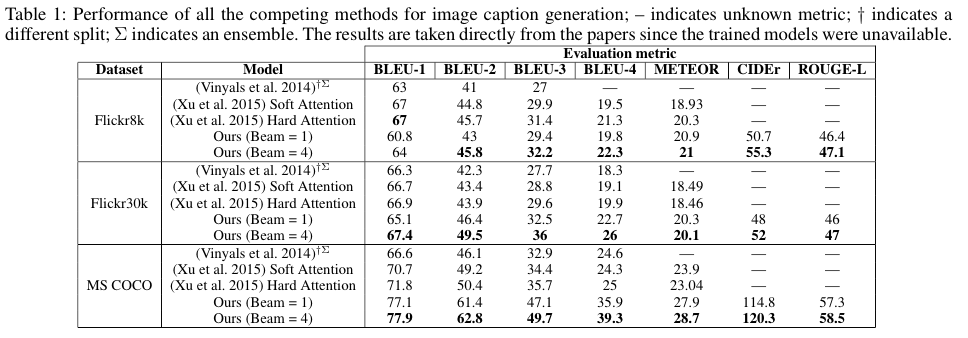 Table 1: Performance of all the competing methods for image caption generation; – indicates unknown metric; † indicates a
different split; Σ indicates an ensemble. The results are taken directly from the papers since the trained models were unavailable.
Evaluation metric
Dataset Model BLEU-1 BLEU-2 BLEU-3 BLEU-4 METEOR CIDEr ROUGE-L
(Vinyals et al. 2014)†Σ 63 41 27 — — — —
(Xu et al. 2015) Soft Attention 67 44.8 29.9 19.5 18.93 — —
Flickr8k (Xu et al. 2015) Hard Attention 67 45.7 31.4 21.3 20.3 — —
Ours (Beam = 1) 60.8 43 29.4 19.8 20.9 50.7 46.4
Ours (Beam = 4) 64 45.8 32.2 22.3 21 55.3 47.1
(Vinyals et al. 2014)†Σ 66.3 42.3 27.7 18.3 — — —
(Xu et al. 2015) Soft Attention 66.7 43.4 28.8 19.1 18.49 — —
Flickr30k (Xu et al. 2015) Hard Attention 66.9 43.9 29.6 19.9 18.46 — —
Ours (Beam = 1) 65.1 46.4 32.5 22.7 20.3 48 46
Ours (Beam = 4) 67.4 49.5 36 26 20.1 52 47
(Vinyals et al. 2014)†Σ 66.6 46.1 32.9 24.6 — — —
(Xu et al. 2015) Soft Attention 70.7 49.2 34.4 24.3 23.9 — —
MS COCO (Xu et al. 2015) Hard Attention 71.8 50.4 35.7 25 23.04 — —
Ours (Beam = 1) 77.1 61.4 47.1 35.9 27.9 114.8 57.3
Ours (Beam = 4) 77.9 62.8 49.7 39.3 28.7 120.3 58.5